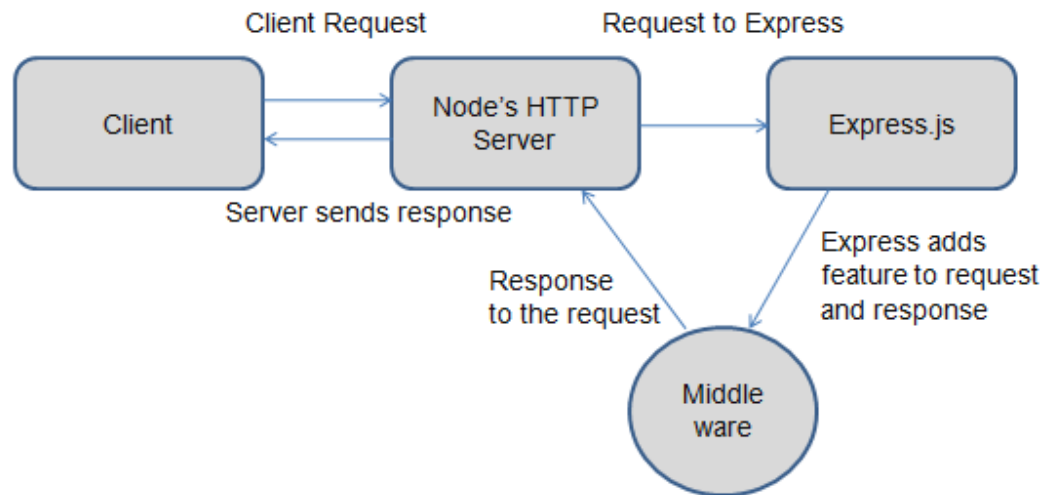 Client Request
Request to Express
Client
Node’s HTTP
Server
Express.js
Server sends response
Express adds
feature to request
and response
Response
to the request
Middle
ware